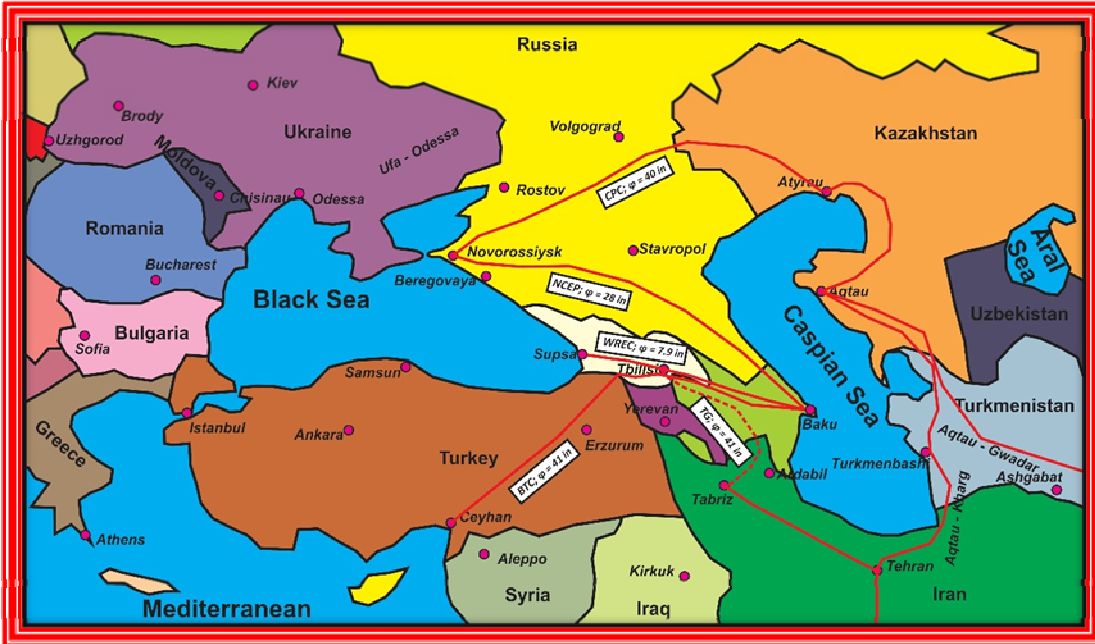 Russia
Kiev
Brody
Ukraine
Volgograd
Kazakhstan
Uzhgorod
Ufa - Odessa
Moldova
CPC; φ = 40 in
Atyrau
Rostov
Chisinau
Odessa
Romania
Novorossiysk
Stavropol
Aral
Sea
Bucharest
Beregovaya
NCEP; φ = 28 in
Aqtau
Black Sea
Caspian Sea
Uzbekistan
Bulgaria
Sofia
Supsa
WREC; φ = 7.9 in
Tbilisi
Samsun
Turkmenistan
Istanbul
Yerevan
TG; φ = 41 in
Baku
Greece
Ankara
Erzurum
Aqtau - Gwadar
Turkey
BTC; φ = 41 in
Turkmenbashi
Ardabil
Ashgabat
Tabriz
Aqtau - Kharg
Ceyhan
Athens
Aleppo
Kirkuk
Tehran
Syria
Iraq
Iran
Mediterranean